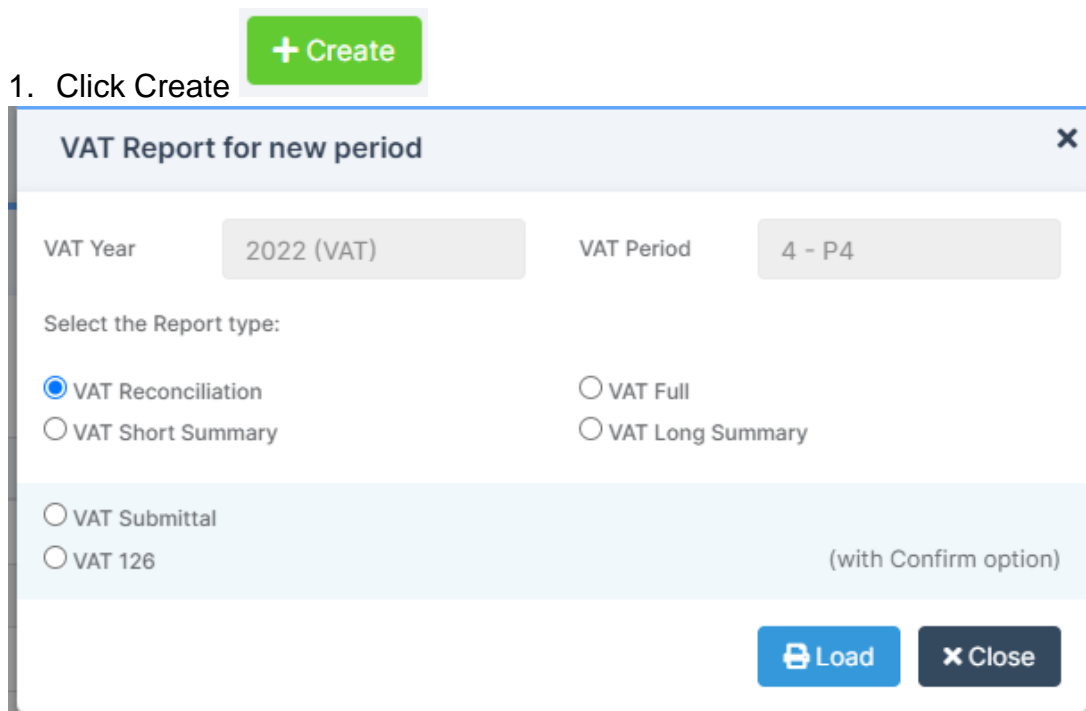 1. Click Create + Create
VAT Report for new period ×
VAT Year 2022 (VAT) VAT Period 4 - P4
Select the Report type:
VAT Reconciliation VAT Full
VAT Short Summary VAT Long Summary
VAT Submittal
VAT 126 (with Confirm option)
Load × Close